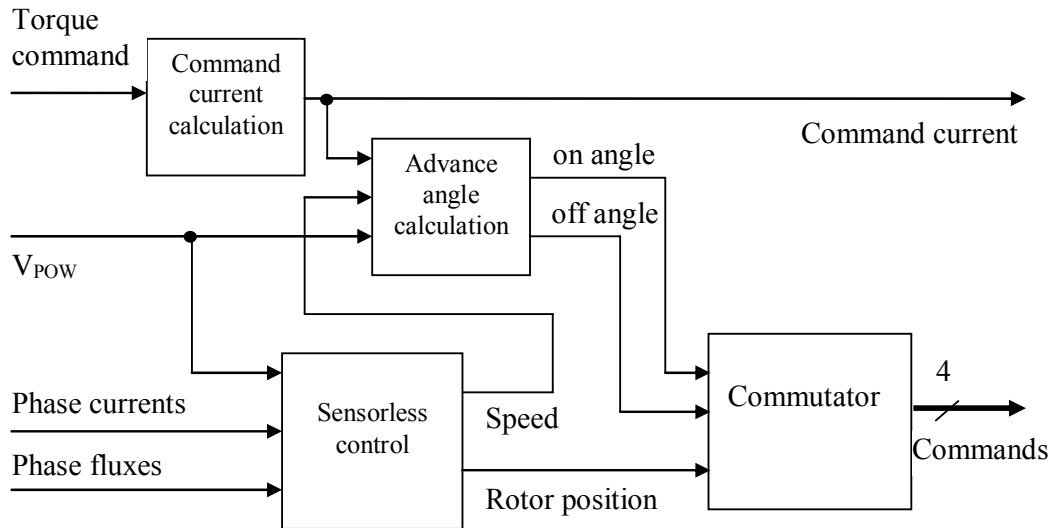 Torque
command
Command
current
calculation
Command current
Advance
angle
calculation
on angle
off angle
VPOW
Phase currents
Phase fluxes
Sensorless
control
Speed
Rotor position
Commutator
4
Commands